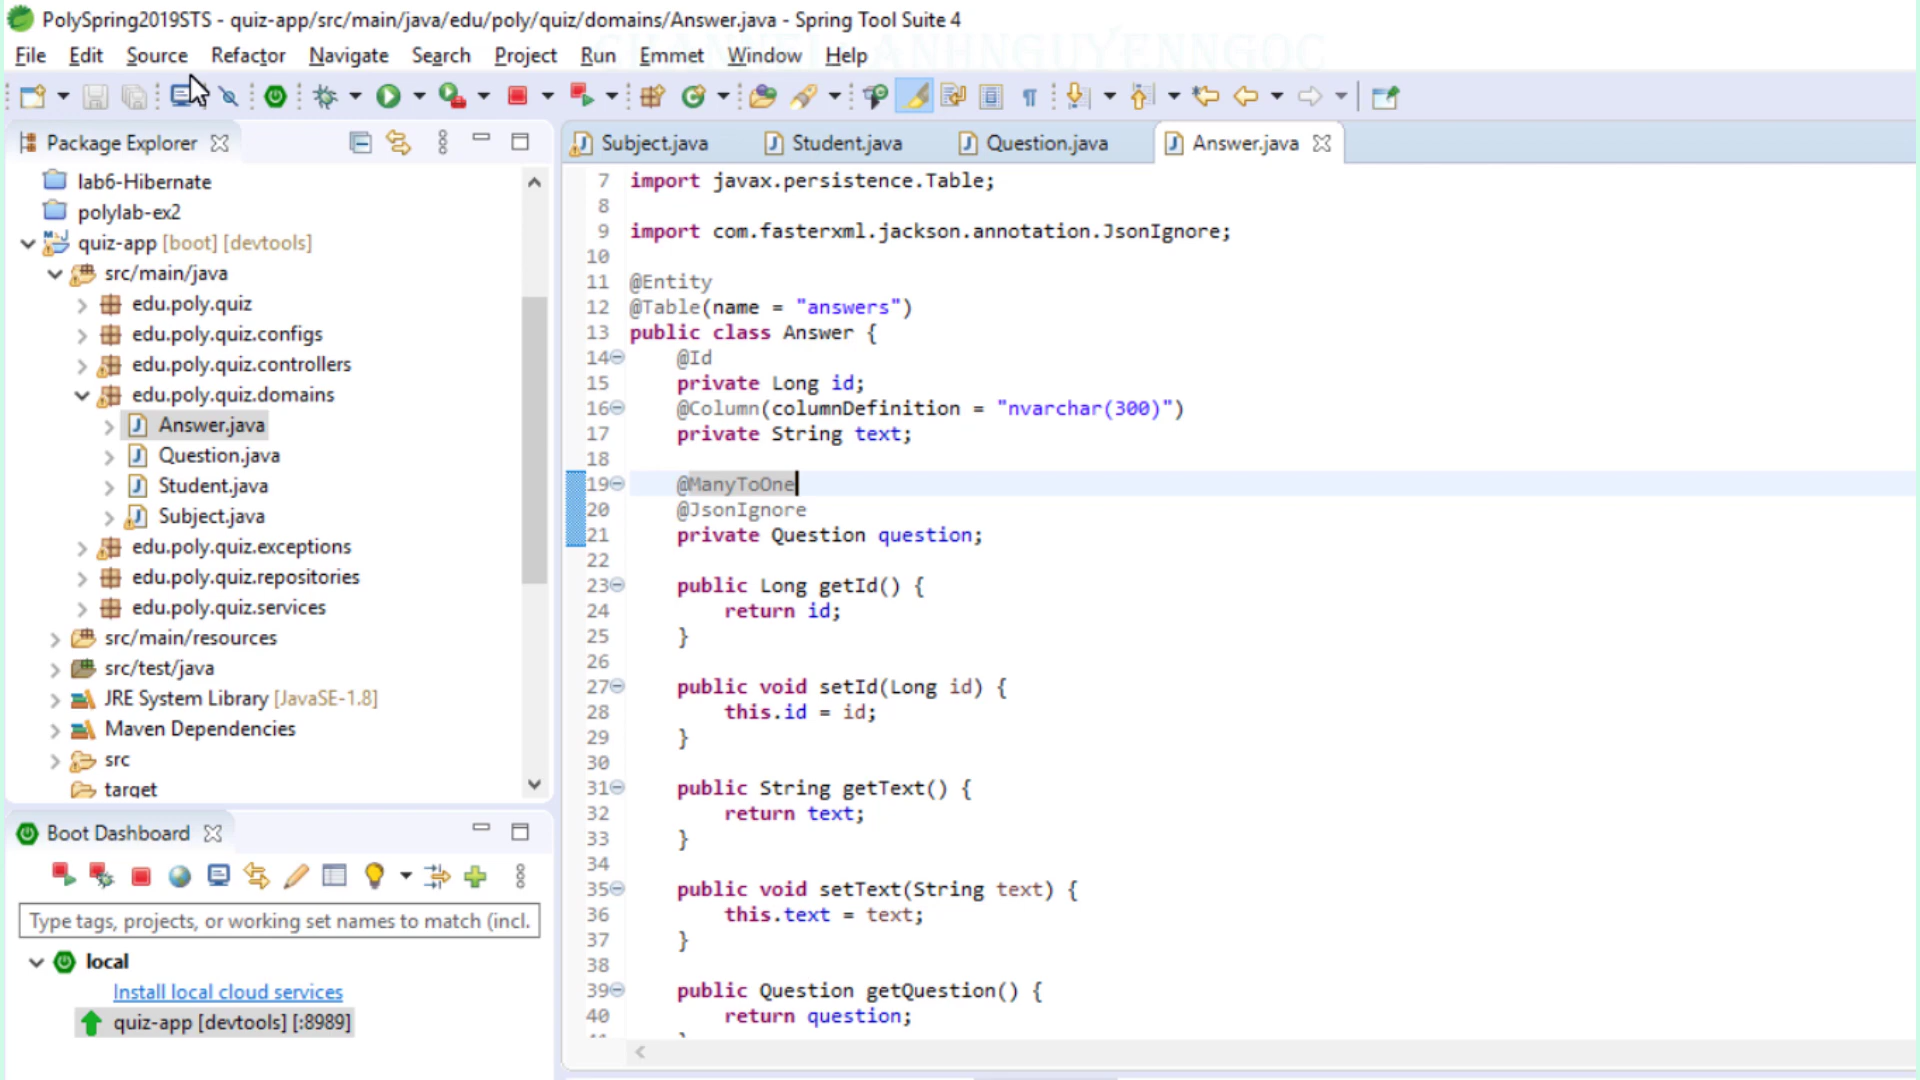 PolySpring2019STS - quiz-app/src/main/java/edu/poly/quiz/domains/Answer.java - Spring Tool Suite 4
CHANNEL ANHNGUYENNGOC
File Edit Source Refactor Navigate Search Project Run Emmet Window Help
Package Explorer
lab6-Hibernate
polylab-ex2
quiz-app [boot] [devtools]
src/main/java
edu.poly.quiz
edu.poly.quiz.configs
edu.poly.quiz.controllers
edu.poly.quiz.domains
Answer.java
Question.java
Student.java
Subject.java
edu.poly.quiz.exceptions
edu.poly.quiz.repositories
edu.poly.quiz.services
src/main/resources
src/test/java
JRE System Library [JavaSE-1.8]
Maven Dependencies
src
target
Boot Dashboard
Type tags, projects, or working set names to match (incl.
local
Install local cloud services
quiz-app [devtools] [:8989]
Subject.java Student.java Question.java Answer.java
7 import javax.persistence.Table;
8
9 import com.fasterxml.jackson.annotation.JsonIgnore;
10
11 @Entity
12 @Table(name = "answers")
13 public class Answer {
14 @Id
15 private Long id;
16 @Column(columnDefinition = "nvarchar(300)")
17 private String text;
18
19 @ManyToOne
20 @JsonIgnore
21 private Question question;
22
23 public Long getId() {
24 return id;
25 }
26
27 public void setId(Long id) {
28 this.id = id;
29 }
30
31 public String getText() {
32 return text;
33 }
34
35 public void setText(String text) {
36 this.text = text;
37 }
38
39 public Question getQuestion() {
40 return question;